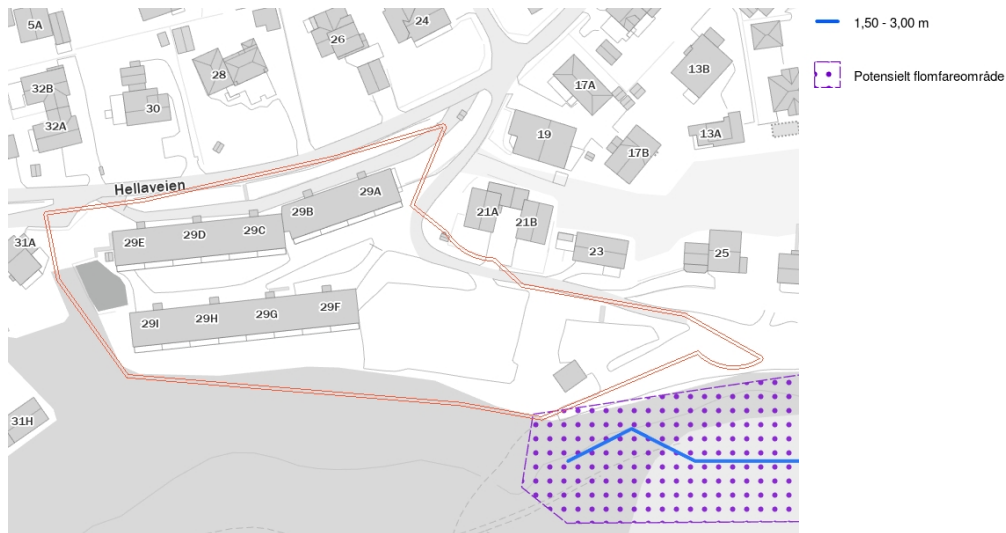 5A
24
26
28
32B
30
32A
17A
13B
13A
19
17B
Hellaveien
29A
29B
29C
29D
29E
21A
21B
31A
23
25
29F
29G
29H
29I
31H
1,50 - 3,00 m
Potensielt flomfareområde